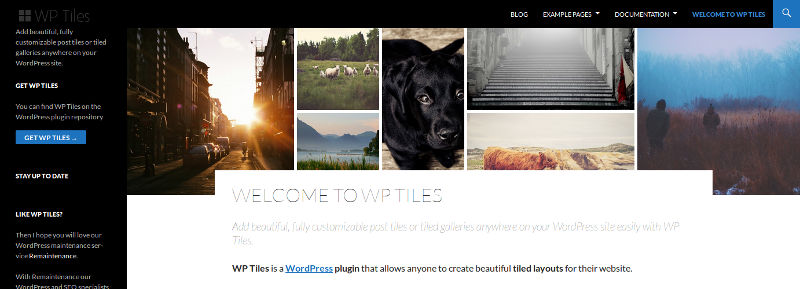 WP Tiles
BLOG
EXAMPLE PAGES
DOCUMENTATION
WELCOME TO WP TILES
Add beautiful, fully
customizable post tiles or tiled
galleries anywhere on your
WordPress site.
GET WP TILES
You can find WP Tiles on the
WordPress plugin repository
GET WP TILES →
STAY UP TO DATE
LIKE WP TILES?
Then I hope you will love our
WordPress maintenance ser-
vice Remaintenance.
With Remaintenance our
WordPress and SEO specialists
WELCOME TO WP TILES
Add beautiful, fully customizable post tiles or tiled galleries anywhere on your WordPress site easily with WP
Tiles.
WP Tiles is a WordPress plugin that allows anyone to create beautiful tiled layouts for their website.